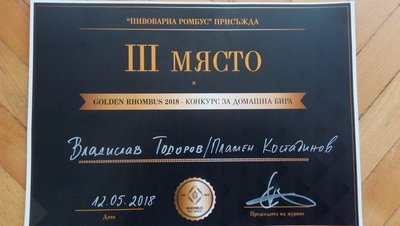 "ПИВОВАРНА РОМБУС" ПРИСЪЖДА
III МЯСТО
GOLDEN RHOMBUS 2018 - КОНКУРС ЗА ДОМАШНА БИРА
Владислав Тодоров/Пламен Костадинов
12.05.2018
Дата
RHOMBUS
Председател на журито